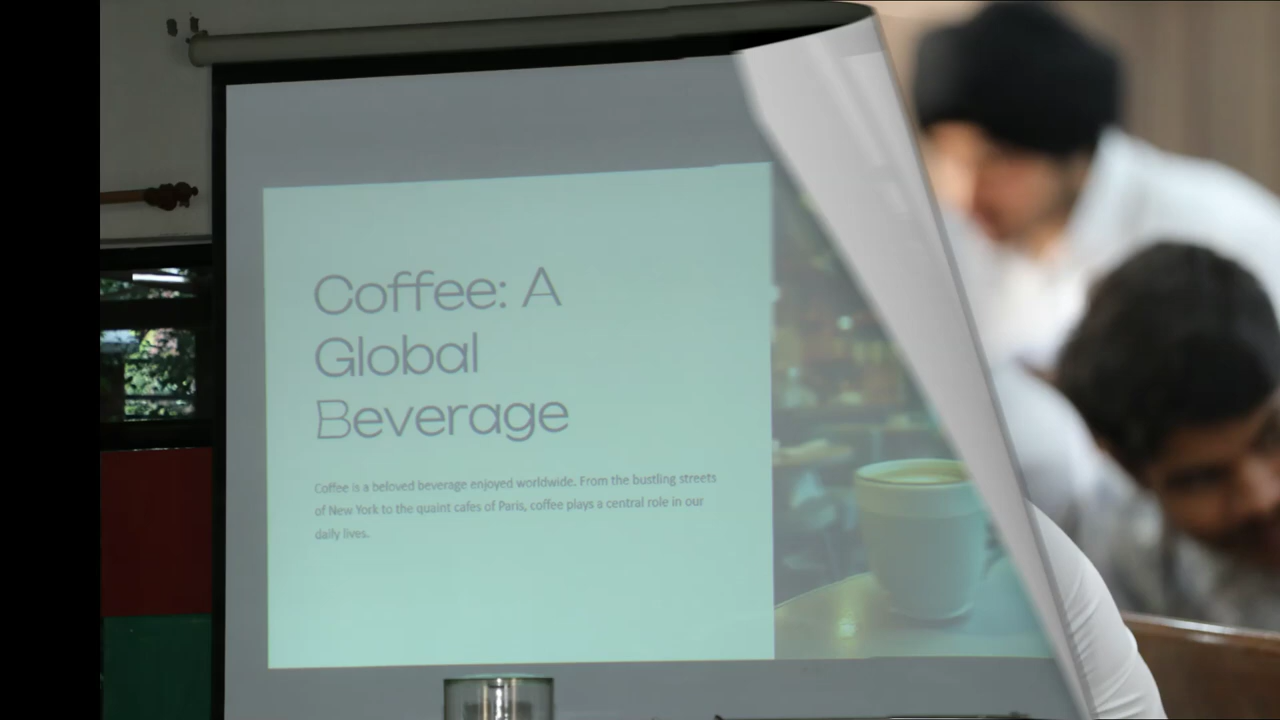 Coffee: A
Global
Beverage
Coffee is a beloved beverage enjoyed worldwide. From the bustling streets
of New York to the quaint cafes of Paris, coffee plays a central role in our
daily lives.